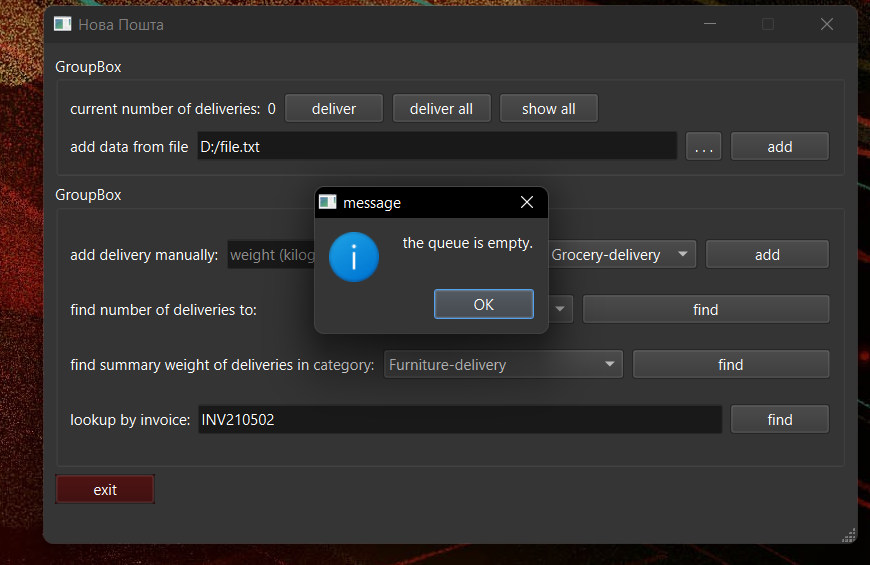 Нова Пошта
GroupBox
current number of deliveries: 0 deliver deliver all show all
add data from file D:/file.txt ... add
GroupBox
message
the queue is empty.
OK
add delivery manually: weight (kilog Grocery-delivery add
find number of deliveries to: find
find summary weight of deliveries in category: Furniture-delivery find
lookup by invoice: INV210502 find
exit